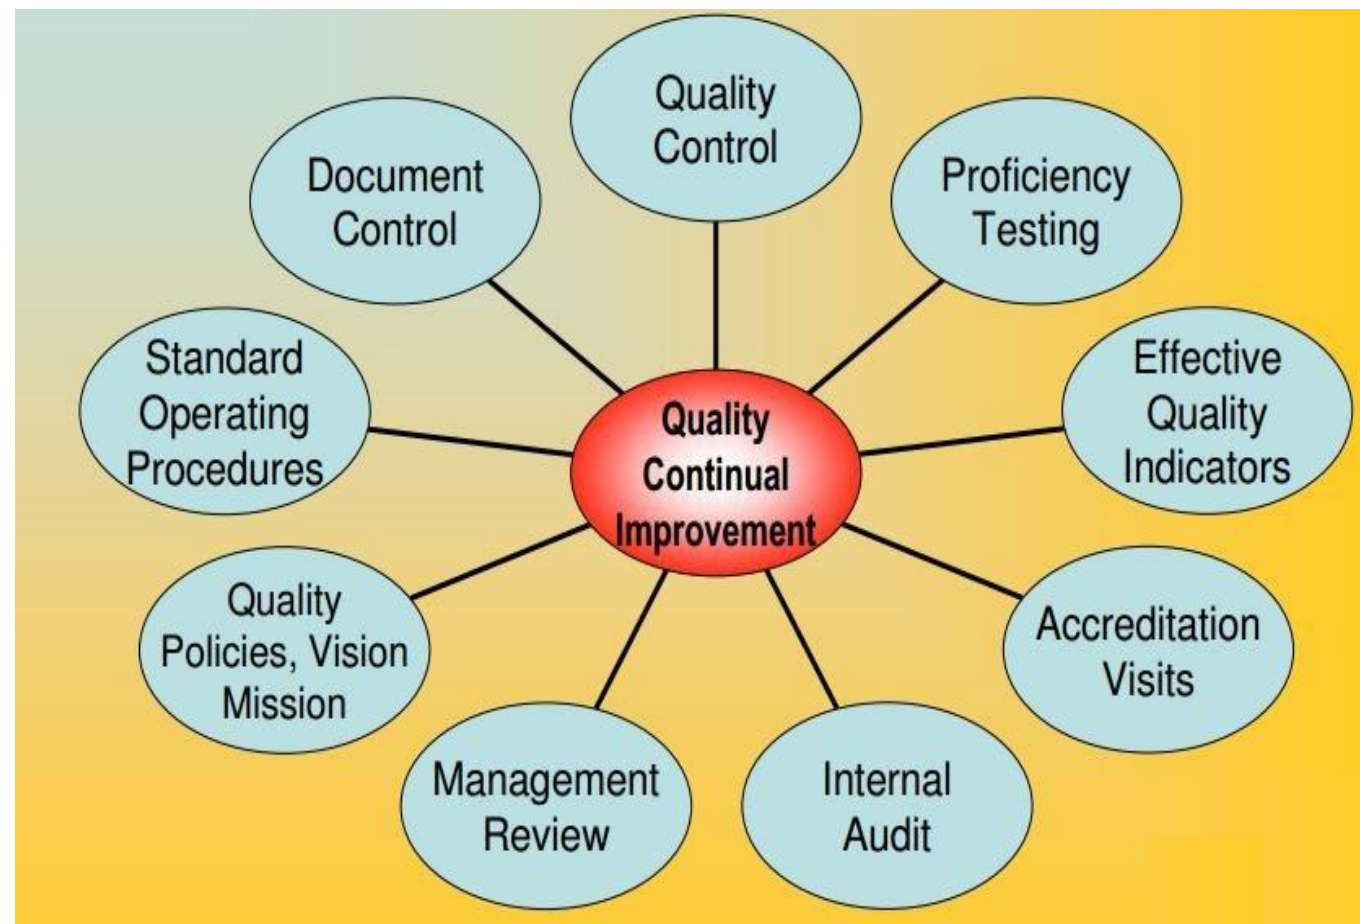 Quality
Control
Proficiency
Testing
Effective
Quality
Indicators
Accreditation
Visits
Internal
Audit
Management
Review
Quality
Policies, Vision
Mission
Standard
Operating
Procedures
Document
Control
Quality
Continual
Improvement